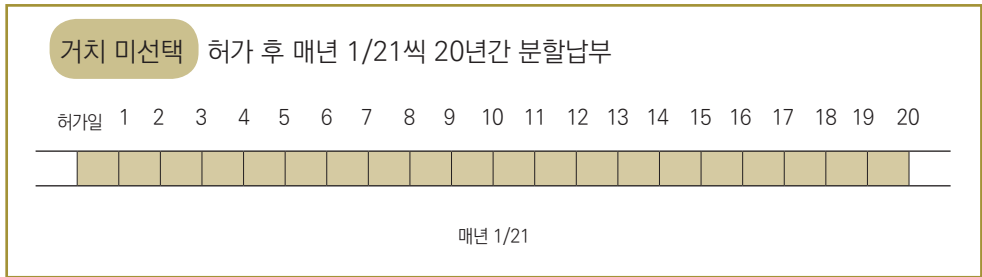 거치 미선택 허가 후 매년 1/21씩 20년간 분할납부
허가일 1 2 3 4 5 6 7 8 9 10 11 12 13 14 15 16 17 18 19 20
매년 1/21